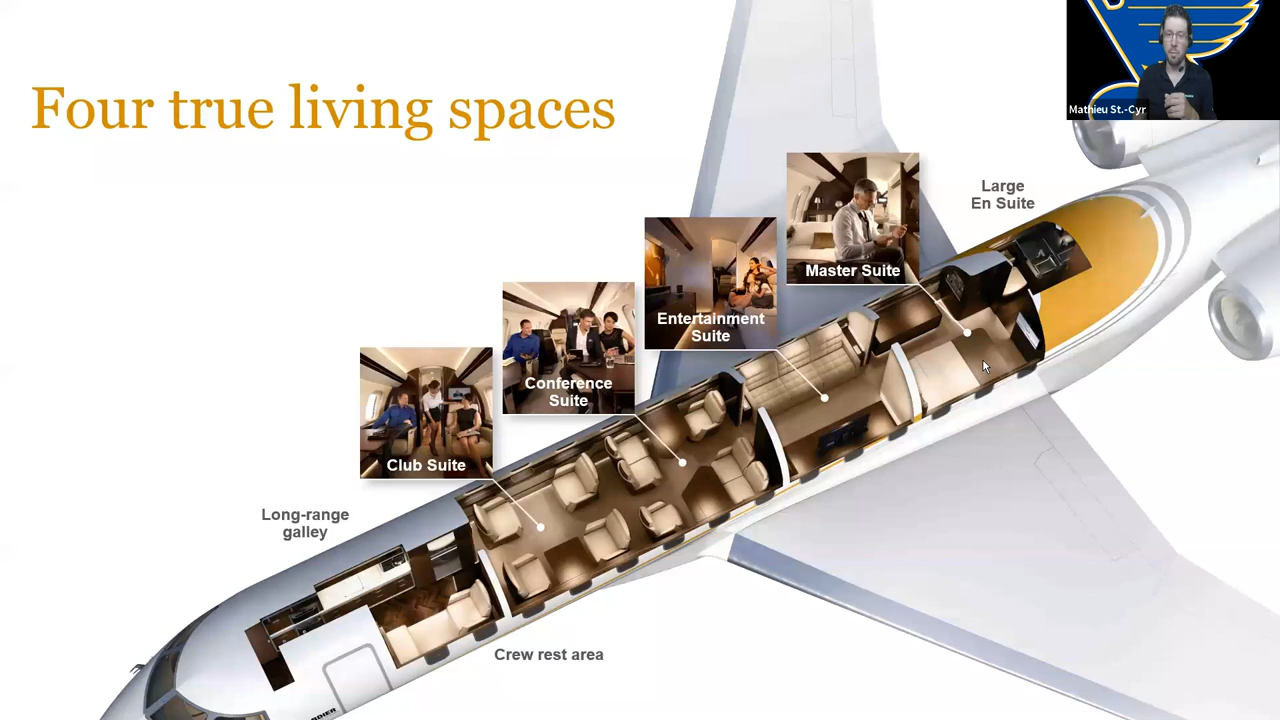 Four true living spaces
Mathieu St.-Cyr
Large
En Suite
Master Suite
Entertainment
Suite
Conference
Suite
Club Suite
Long-range
galley
Crew rest area